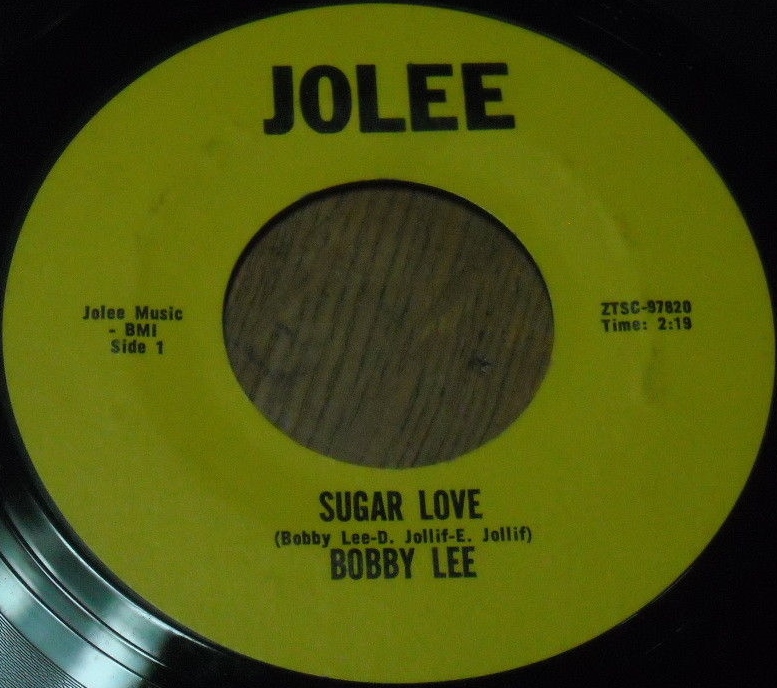 JOLEE
Jolee Music
- BMI
Side 1
ZTSC-97820
Time: 2:19
SUGAR LOVE
(Bobby Lee-D. Jollif-E. Jollif)
BOBBY LEE